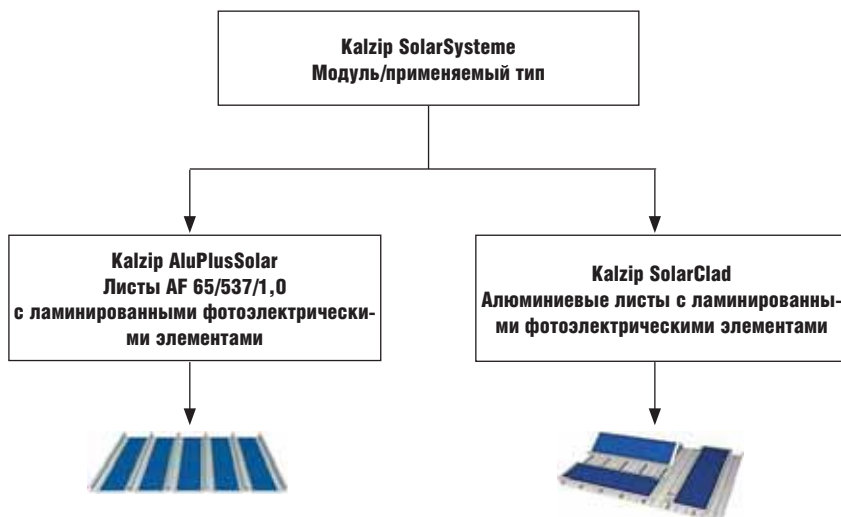 Kalzip SolarSysteme
Модуль/применяемый тип
Kalzip AluPlusSolar
Листы AF 65/537/1,0
с ламинированными фотоэлектрически-
ми элементами
Kalzip SolarClad
Алюминиевые листы с ламинированны-
ми фотоэлектрическими элементами